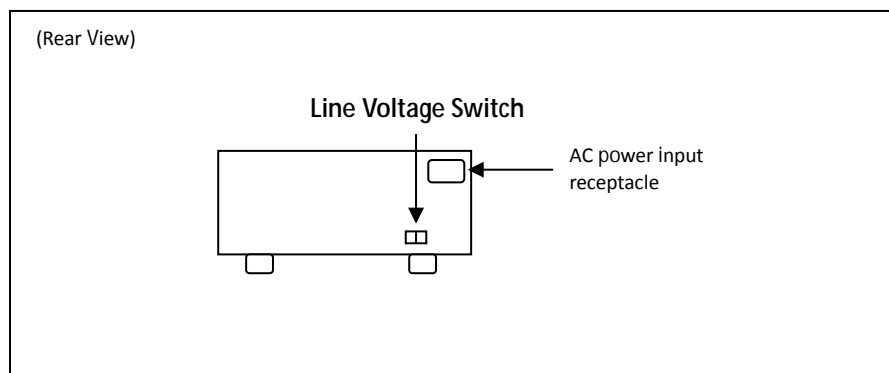 (Rear View)
Line Voltage Switch
AC power input
receptacle